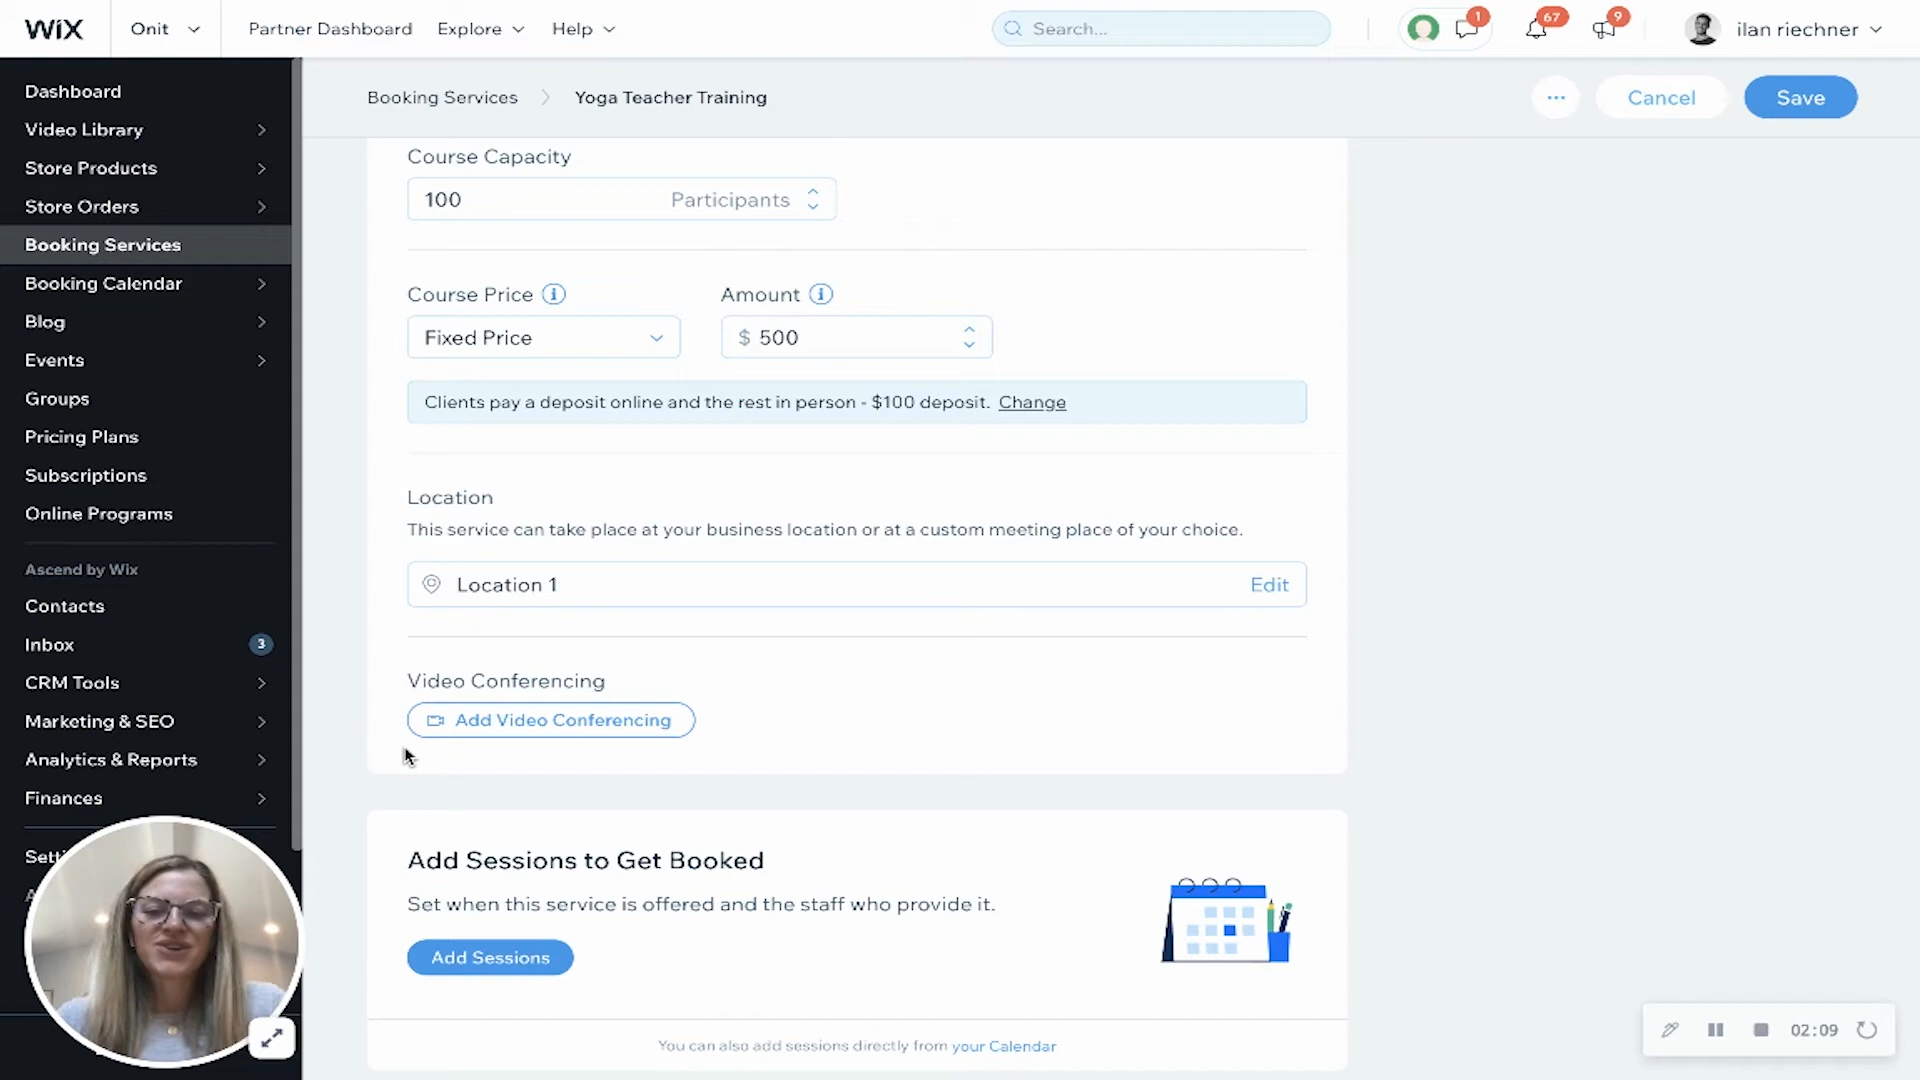 WIX
Onit
Partner Dashboard
Explore
Help
Search...
1
67
9
ilan riechner
Dashboard
Video Library
Store Products
Store Orders
Booking Services
Booking Calendar
Blog
Events
Groups
Pricing Plans
Subscriptions
Online Programs
Ascend by Wix
Contacts
Inbox
3
CRM Tools
Marketing & SEO
Analytics & Reports
Finances
Booking Services
Yoga Teacher Training
Cancel
Save
Course Capacity
100 Participants
Course Price
Amount
Fixed Price
$ 500
Clients pay a deposit online and the rest in person - $100 deposit. Change
Location
This service can take place at your business location or at a custom meeting place of your choice.
Location 1
Edit
Video Conferencing
Add Video Conferencing
Add Sessions to Get Booked
Set when this service is offered and the staff who provide it.
Add Sessions
You can also add sessions directly from your Calendar
02:09